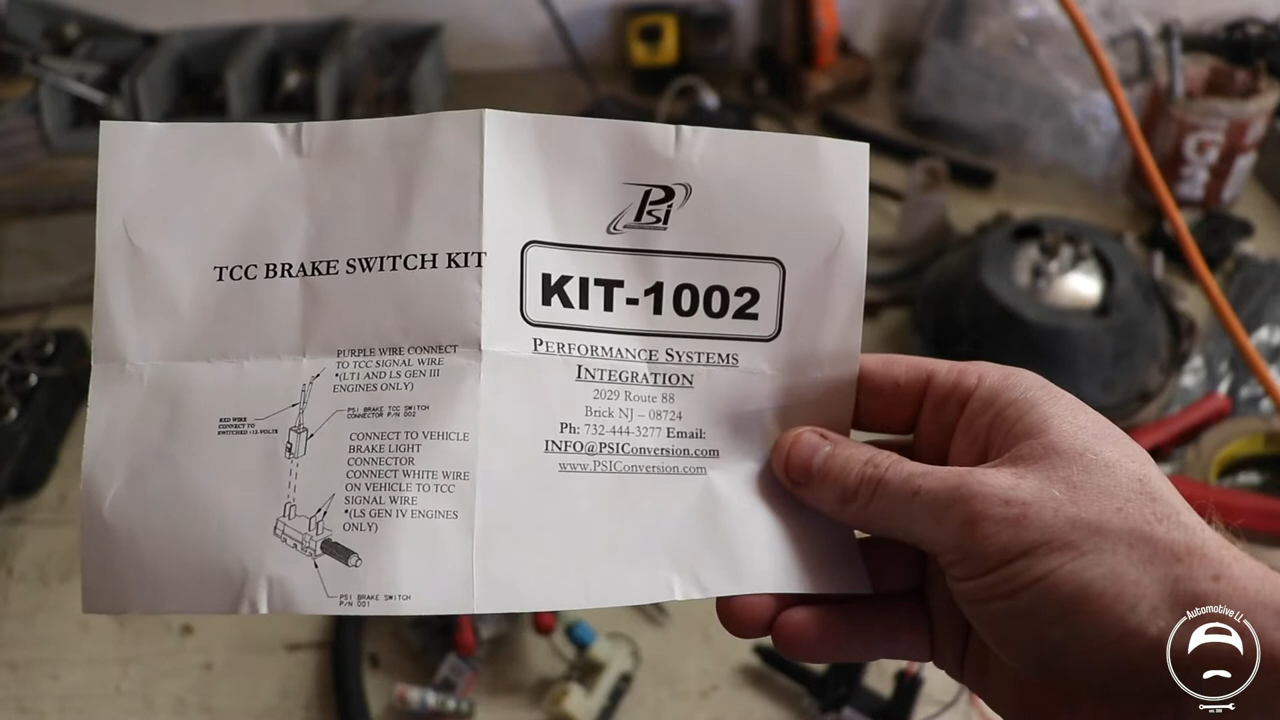 TCC BRAKE SWITCH KIT
PURPLE WIRE CONNECT
TO TCC SIGNAL WIRE
*(LT1 AND LS GEN III
ENGINES ONLY)
RED WIRE
CONNECT TO
SWITCHED +12-VOLTS
PSI BRAKE TCC SWITCH
CONNECTOR P/N 002
CONNECT TO VEHICLE
BRAKE LIGHT
CONNECTOR
CONNECT WHITE WIRE
ON VEHICLE TO TCC
SIGNAL WIRE
*(LS GEN IV ENGINES
ONLY)
PSI BRAKE SWITCH
P/N 001
Psi
KIT-1002
PERFORMANCE SYSTEMS
INTEGRATION
2029 Route 88
Brick NJ – 08724
Ph: 732-444-3277 Email:
INFO@PSIConversion.com
www.PSIConversion.com
Automotive LL